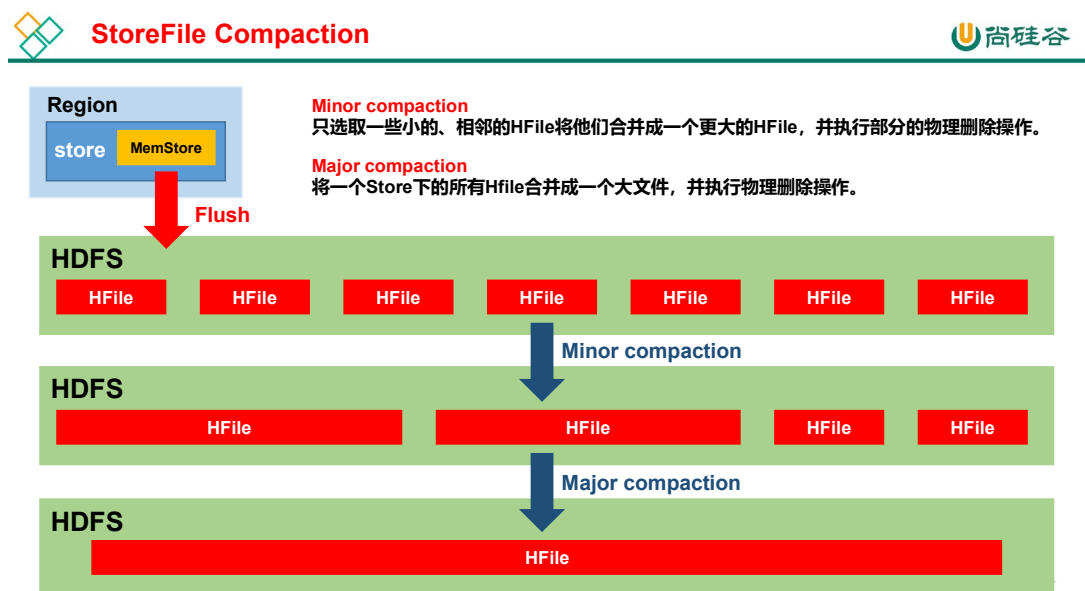 StoreFile Compaction
尚硅谷
Region
store
MemStore
Flush
Minor compaction
只选取一些小的、相邻的HFile将他们合并成一个更大的HFile，并执行部分的物理删除操作。
Major compaction
将一个Store下的所有Hfile合并成一个大文件，并执行物理删除操作。
HDFS
HFile HFile HFile HFile HFile HFile HFile
Minor compaction
HDFS
HFile HFile HFile HFile
Major compaction
HDFS
HFile